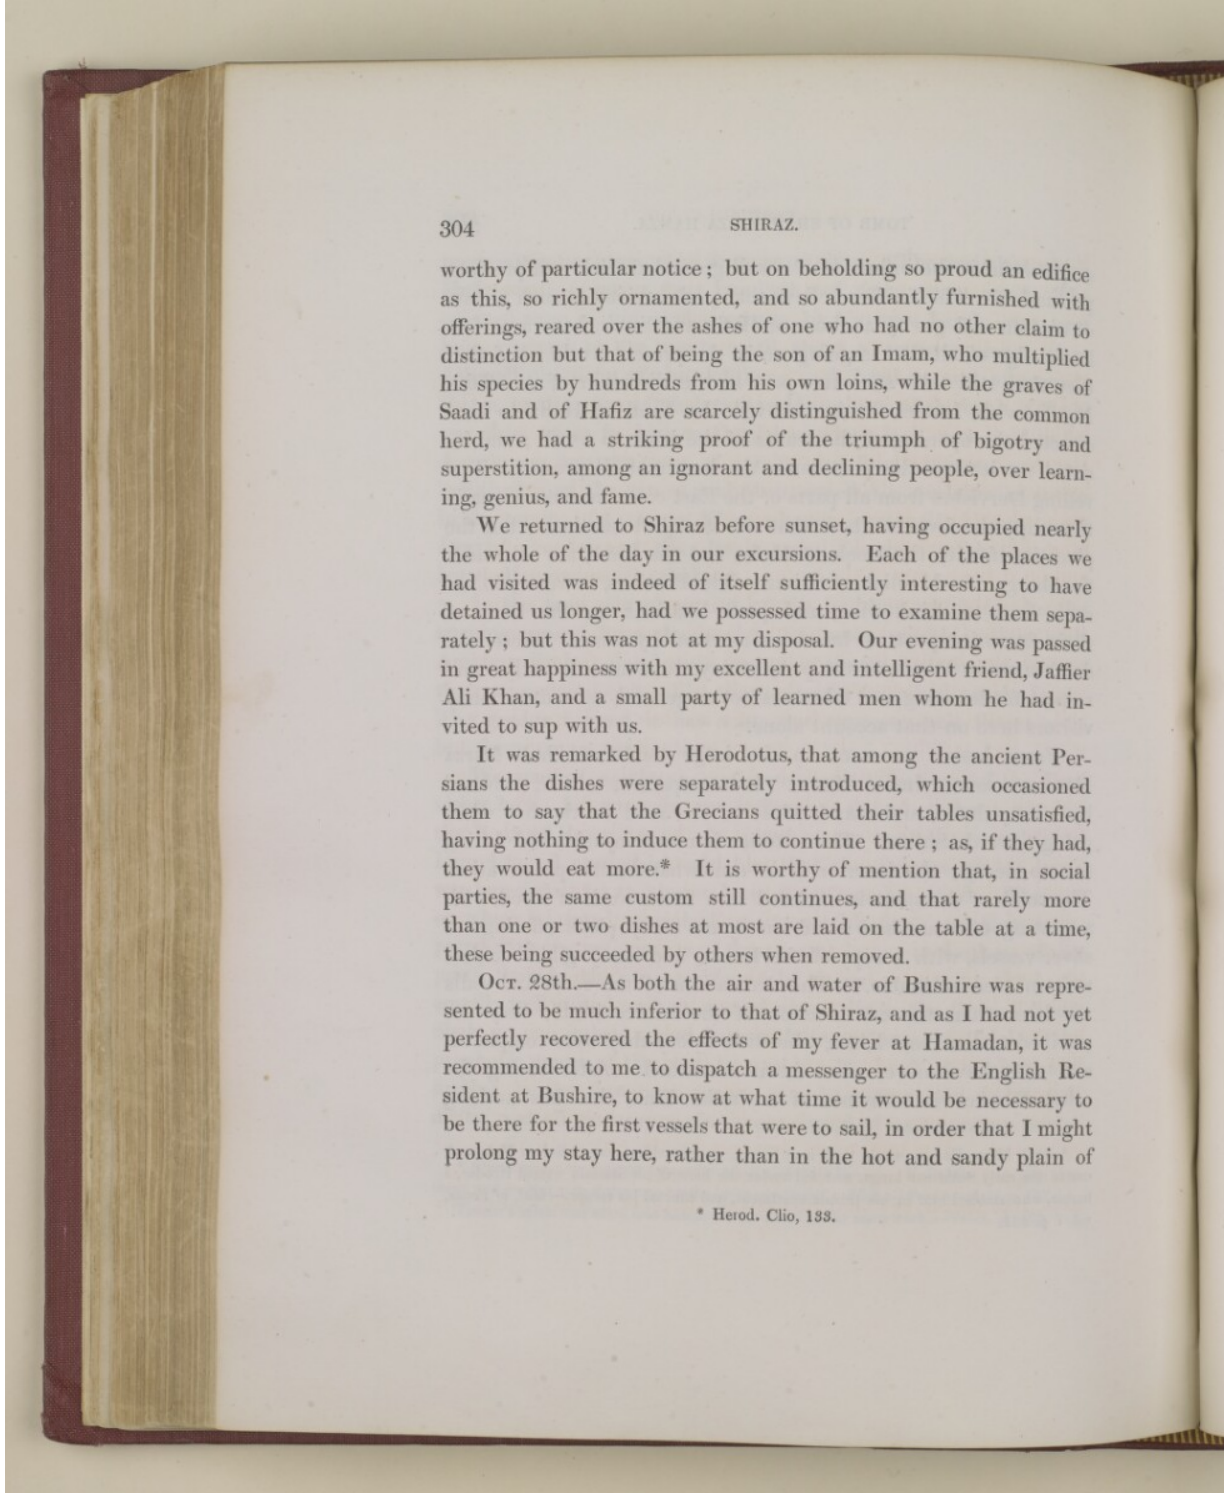 304 SHIRAZ.
worthy of particular notice; but on beholding so proud an edifice
as this, so richly ornamented, and so abundantly furnished with
offerings, reared over the ashes of one who had no other claim to
distinction but that of being the son of an Imam, who multiplied
his species by hundreds from his own loins, while the graves of
Saadi and of Hafiz are scarcely distinguished from the common
herd, we had a striking proof of the triumph of bigotry and
superstition, among an ignorant and declining people, over learn-
ing, genius, and fame.
We returned to Shiraz before sunset, having occupied nearly
the whole of the day in our excursions. Each of the places we
had visited was indeed of itself sufficiently interesting to have
detained us longer, had we possessed time to examine them sepa-
rately; but this was not at my disposal. Our evening was passed
in great happiness with my excellent and intelligent friend, Jaffier
Ali Khan, and a small party of learned men whom he had in-
vited to sup with us.
It was remarked by Herodotus, that among the ancient Per-
sians the dishes were separately introduced, which occasioned
them to say that the Grecians quitted their tables unsatisfied,
having nothing to induce them to continue there; as, if they had,
they would eat more.* It is worthy of mention that, in social
parties, the same custom still continues, and that rarely more
than one or two dishes at most are laid on the table at a time,
these being succeeded by others when removed.
Oct. 28th.—As both the air and water of Bushire was repre-
sented to be much inferior to that of Shiraz, and as I had not yet
perfectly recovered the effects of my fever at Hamadan, it was
recommended to me to dispatch a messenger to the English Re-
sident at Bushire, to know at what time it would be necessary to
be there for the first vessels that were to sail, in order that I might
prolong my stay here, rather than in the hot and sandy plain of
* Herod. Clio, 133.